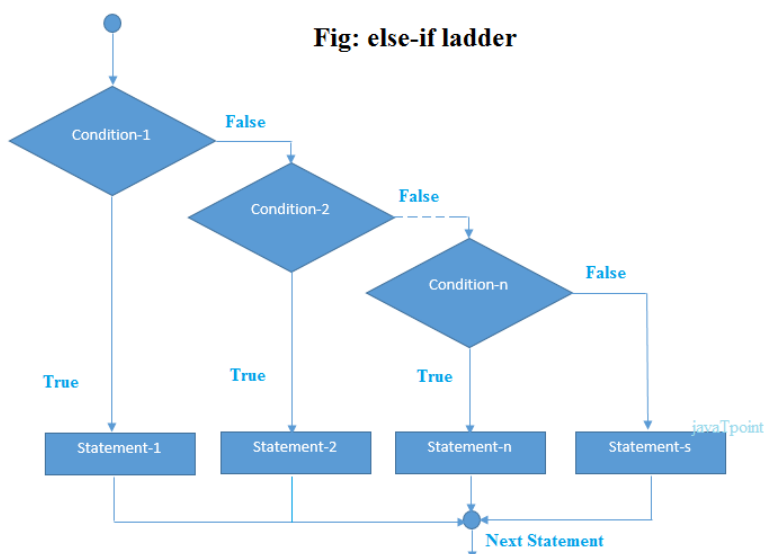 Fig: else-if ladder
Condition-1
False
Condition-2
False
Condition-n
False
True
True
True
Statement-1
Statement-2
Statement-n
Statement-s
javaTpoint
Next Statement